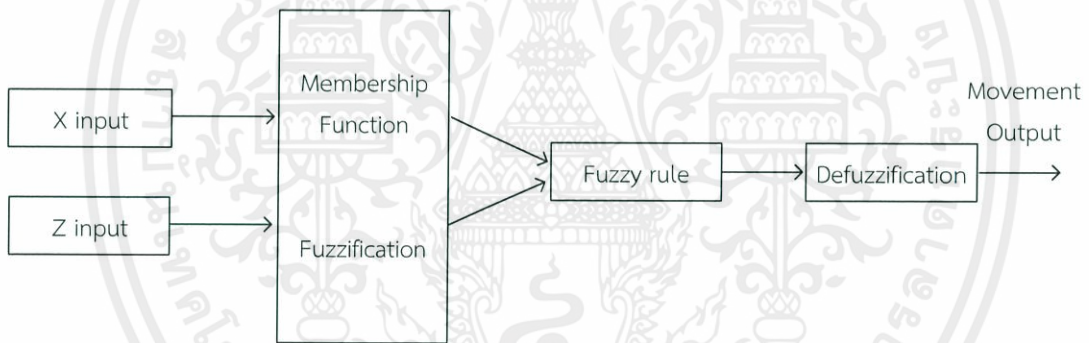 X input
Z input
Membership
Function
Fuzzification
Fuzzy rule
Defuzzification
Movement
Output